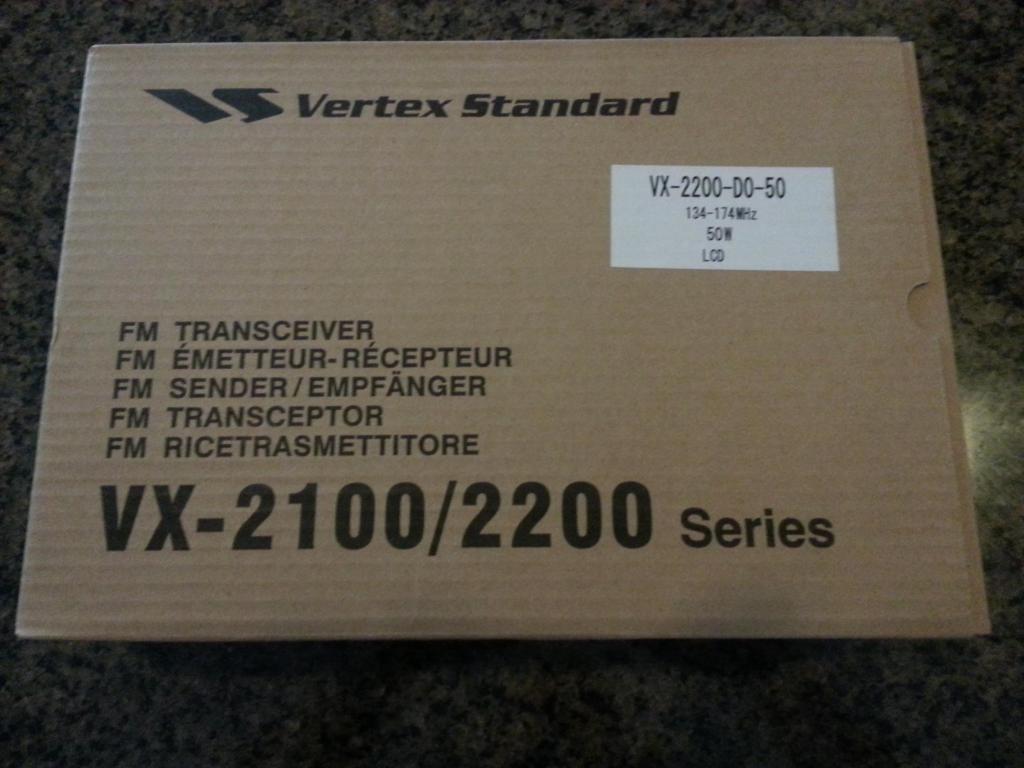 VS Vertex Standard
VX-2200-D0-50
134-174MHz
50W
LCD
FM TRANSCEIVER
FM ÉMETTEUR-RÉCEPTEUR
FM SENDER/EMPFÄNGER
FM TRANSCEPTOR
FM RICETRASMETTITORE
VX-2100/2200 Series